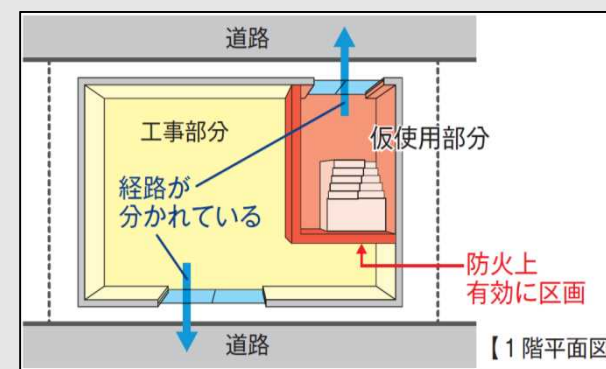 道路
工事部分
仮使用部分
経路が
分かれている
防火上
有効に区画
道路
【1階平面図